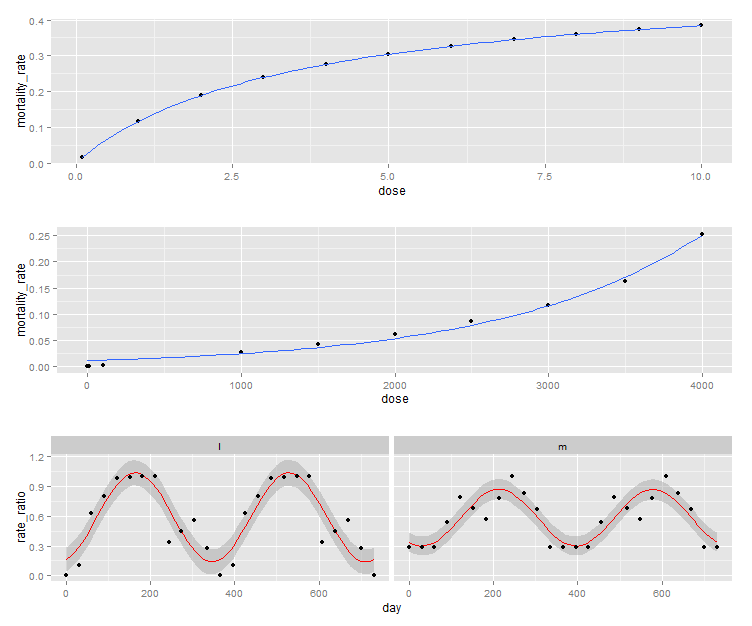 mortality_rate
0.4
0.3
0.2
0.1
0.0
0.0 2.5 5.0 7.5 10.0
dose
mortality_rate
0.25
0.20
0.15
0.10
0.05
0.00
0 1000 2000 3000 4000
dose
l m
rate_ratio
1.2
0.9
0.6
0.3
0.0
0 200 400 600 0 200 400 600
day